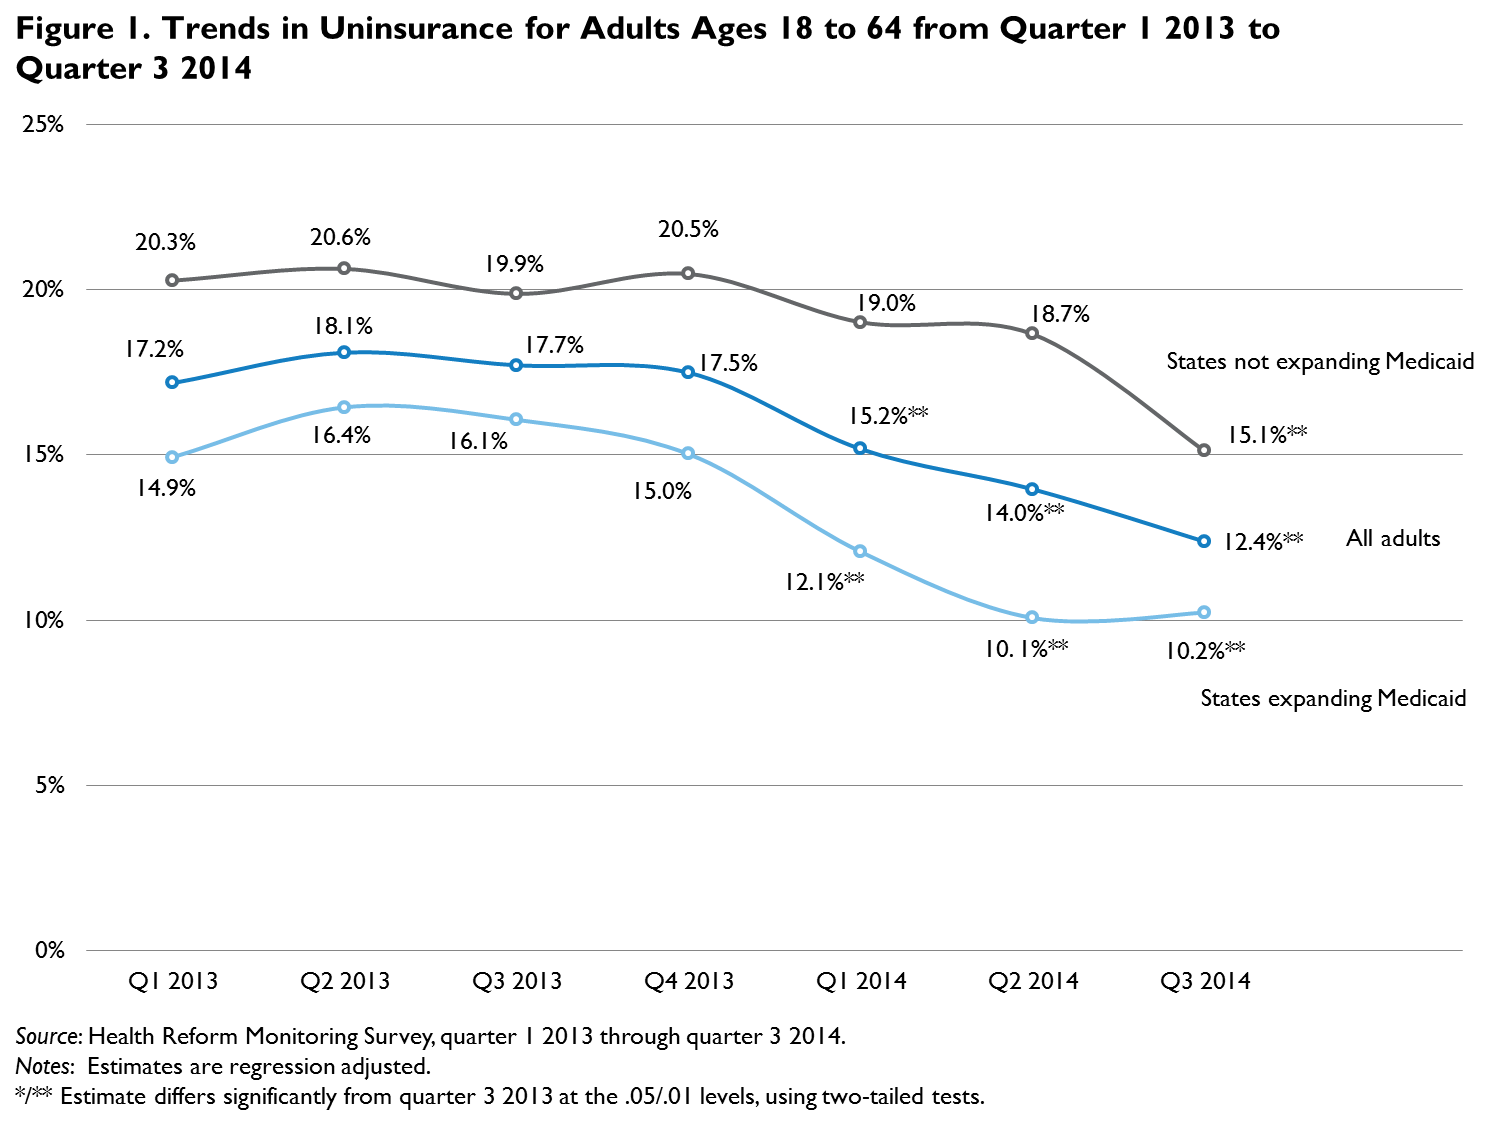 Figure 1. Trends in Uninsurance for Adults Ages 18 to 64 from Quarter 1 2013 to
Quarter 3 2014
25%
20%
15%
10%
5%
0%
20.3%
20.6%
19.9%
20.5%
19.0%
18.7%
15.1%**
States not expanding Medicaid
17.2%
18.1%
17.7%
17.5%
15.2%**
14.0%**
12.4%**
All adults
14.9%
16.4%
16.1%
15.0%
12.1%**
10. 1%**
10.2%**
States expanding Medicaid
Q1 2013
Q2 2013
Q3 2013
Q4 2013
Q1 2014
Q2 2014
Q3 2014
Source: Health Reform Monitoring Survey, quarter 1 2013 through quarter 3 2014.
Notes: Estimates are regression adjusted.
*/** Estimate differs significantly from quarter 3 2013 at the .05/.01 levels, using two-tailed tests.